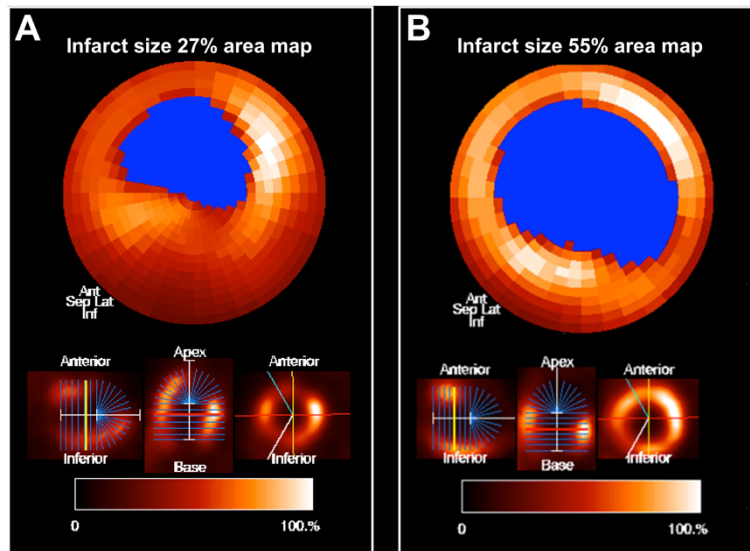 A
Infarct size 27% area map
Ant
Sep Lat
Inf
Anterior
Inferior
Apex
Base
Anterior
Inferior
0
100.%
B
Infarct size 55% area map
Ant
Sep Lat
Inf
Anterior
Inferior
Apex
Base
Anterior
Inferior
0
100.%